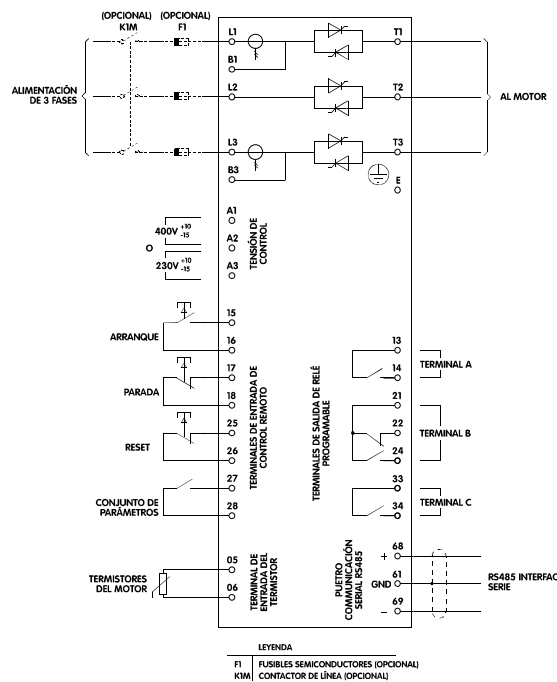 (OPCIONAL) (OPCIONAL)
K1M F1
L1
T1
B1
ALIMENTACIÓN
DE 3 FASES
L2
T2
AL MOTOR
L3
T3
B3
E
A1
400V +10 -15
A2
O
230V +10 -15
A3
TENSIÓN DE
CONTROL
15
ARRANQUE
16
17
PARADA
18
25
RESET
26
27
CONJUNTO DE
PARÁMETROS
28
TERMINALES DE ENTRADA DE
CONTROL REMOTO
05
TERMISTORES
DEL MOTOR
06
TERMINAL DE
ENTRADA DEL
TERMISTOR
TERMINALES DE SALIDA DE RELÉ
PROGRAMABLE
13
TERMINAL A
14
21
22
TERMINAL B
24
33
TERMINAL C
34
PUETRO
COMMUNICACIÓN
SERIAL RS485
+ 68
GND 61
RS485 INTERFAC
SERIE
− 69
LEYENDA
F1 FUSIBLES SEMICONDUCTORES (OPCIONAL)
K1M CONTACTOR DE LÍNEA (OPCIONAL)